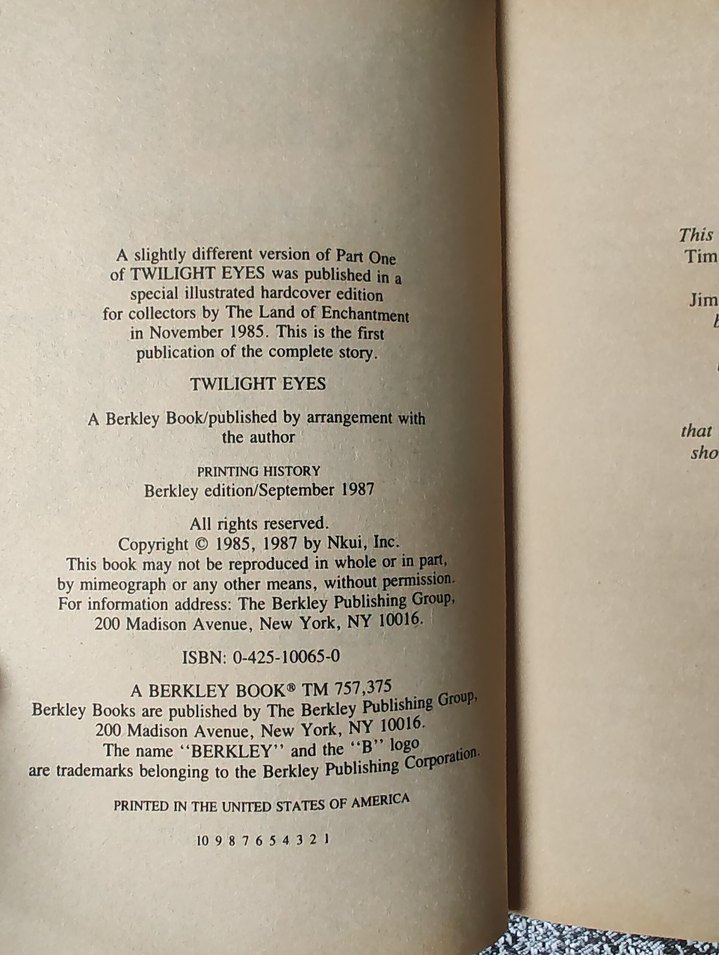 A slightly different version of Part One
of TWILIGHT EYES was published in a
special illustrated hardcover edition
for collectors by The Land of Enchantment
in November 1985. This is the first
publication of the complete story.
TWILIGHT EYES
A Berkley Book/published by arrangement with
the author
PRINTING HISTORY
Berkley edition/September 1987
All rights reserved.
Copyright © 1985, 1987 by Nkui, Inc.
This book may not be reproduced in whole or in part,
by mimeograph or any other means, without permission.
For information address: The Berkley Publishing Group,
200 Madison Avenue, New York, NY 10016.
ISBN: 0-425-10065-0
A BERKLEY BOOK® TM 757,375
Berkley Books are published by The Berkley Publishing Group,
200 Madison Avenue, New York, NY 10016.
The name "BERKLEY" and the "B" logo
are trademarks belonging to the Berkley Publishing Corporation.
PRINTED IN THE UNITED STATES OF AMERICA
10 9 8 7 6 5 4 3 2 1
This
Tim
Jim
that
sho